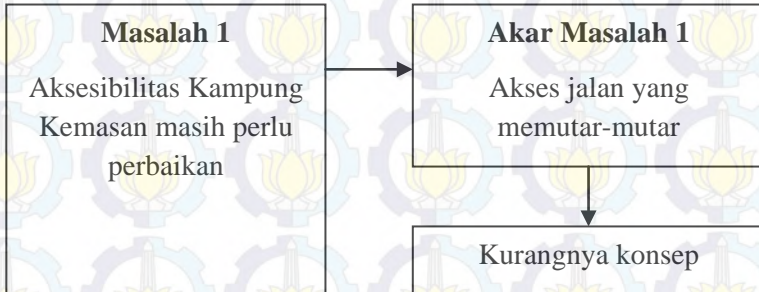 Masalah 1
Aksesibilitas Kampung
Kemasan masih perlu
perbaikan
Akar Masalah 1
Akses jalan yang
memutar-mutar
Kurangnya konsep